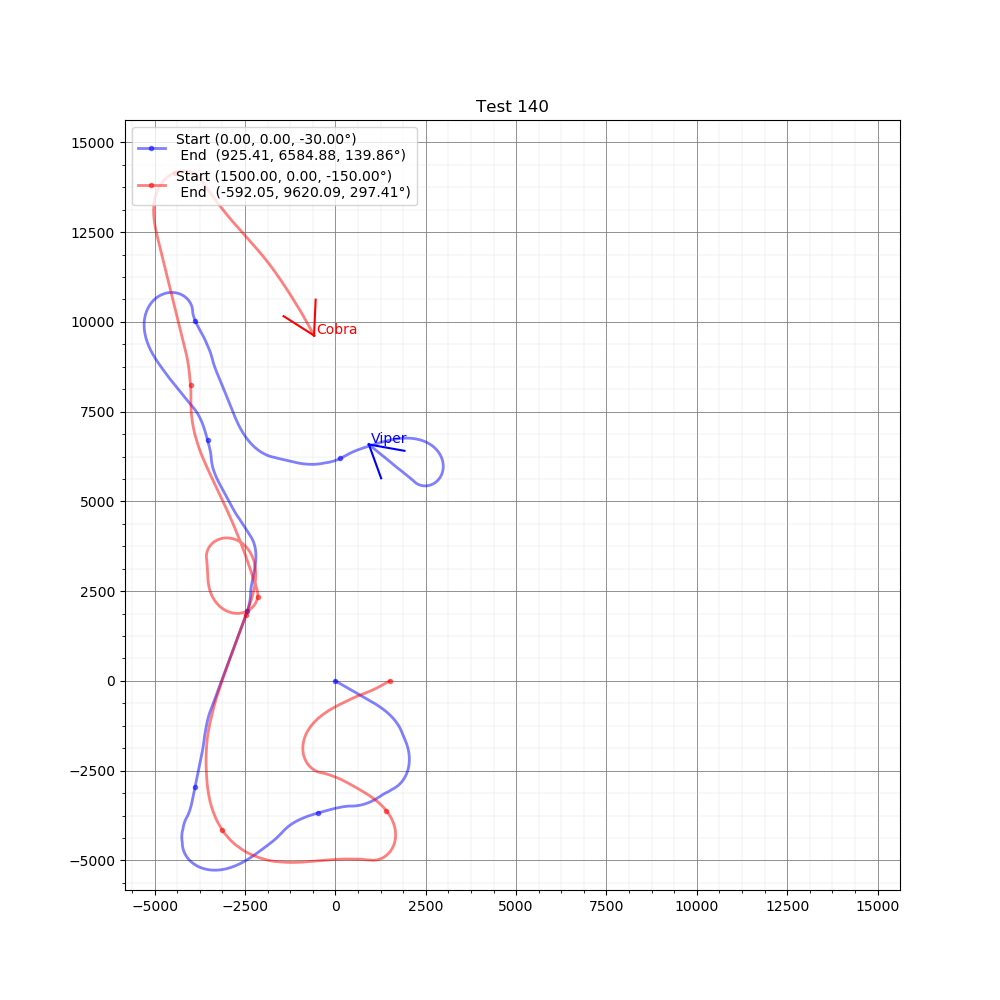 Test 140
Start (0.00, 0.00, -30.00°)
End  (925.41, 6584.88, 139.86°)
Start (1500.00, 0.00, -150.00°)
End  (-592.05, 9620.09, 297.41°)
15000
12500
10000
7500
5000
2500
0
−2500
−5000
Cobra
Viper
−5000 −2500 0 2500 5000 7500 10000 12500 15000